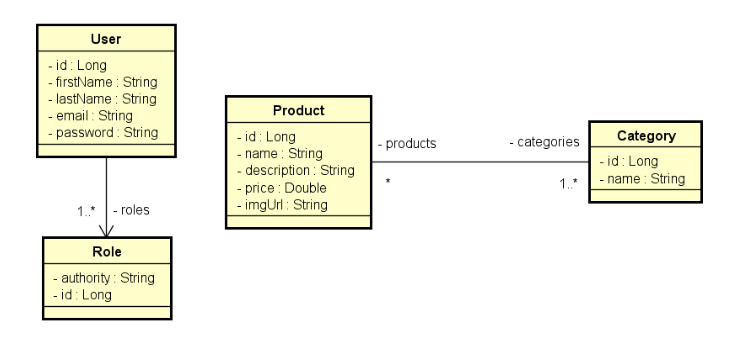 User
- id : Long
- firstName : String
- lastName : String
- email : String
- password : String
1..* - roles
Role
- authority : String
- id : Long
Product
- id : Long
- name : String
- description : String
- price : Double
- imgUrl : String
- products
*
- categories
1..*
Category
- id : Long
- name : String